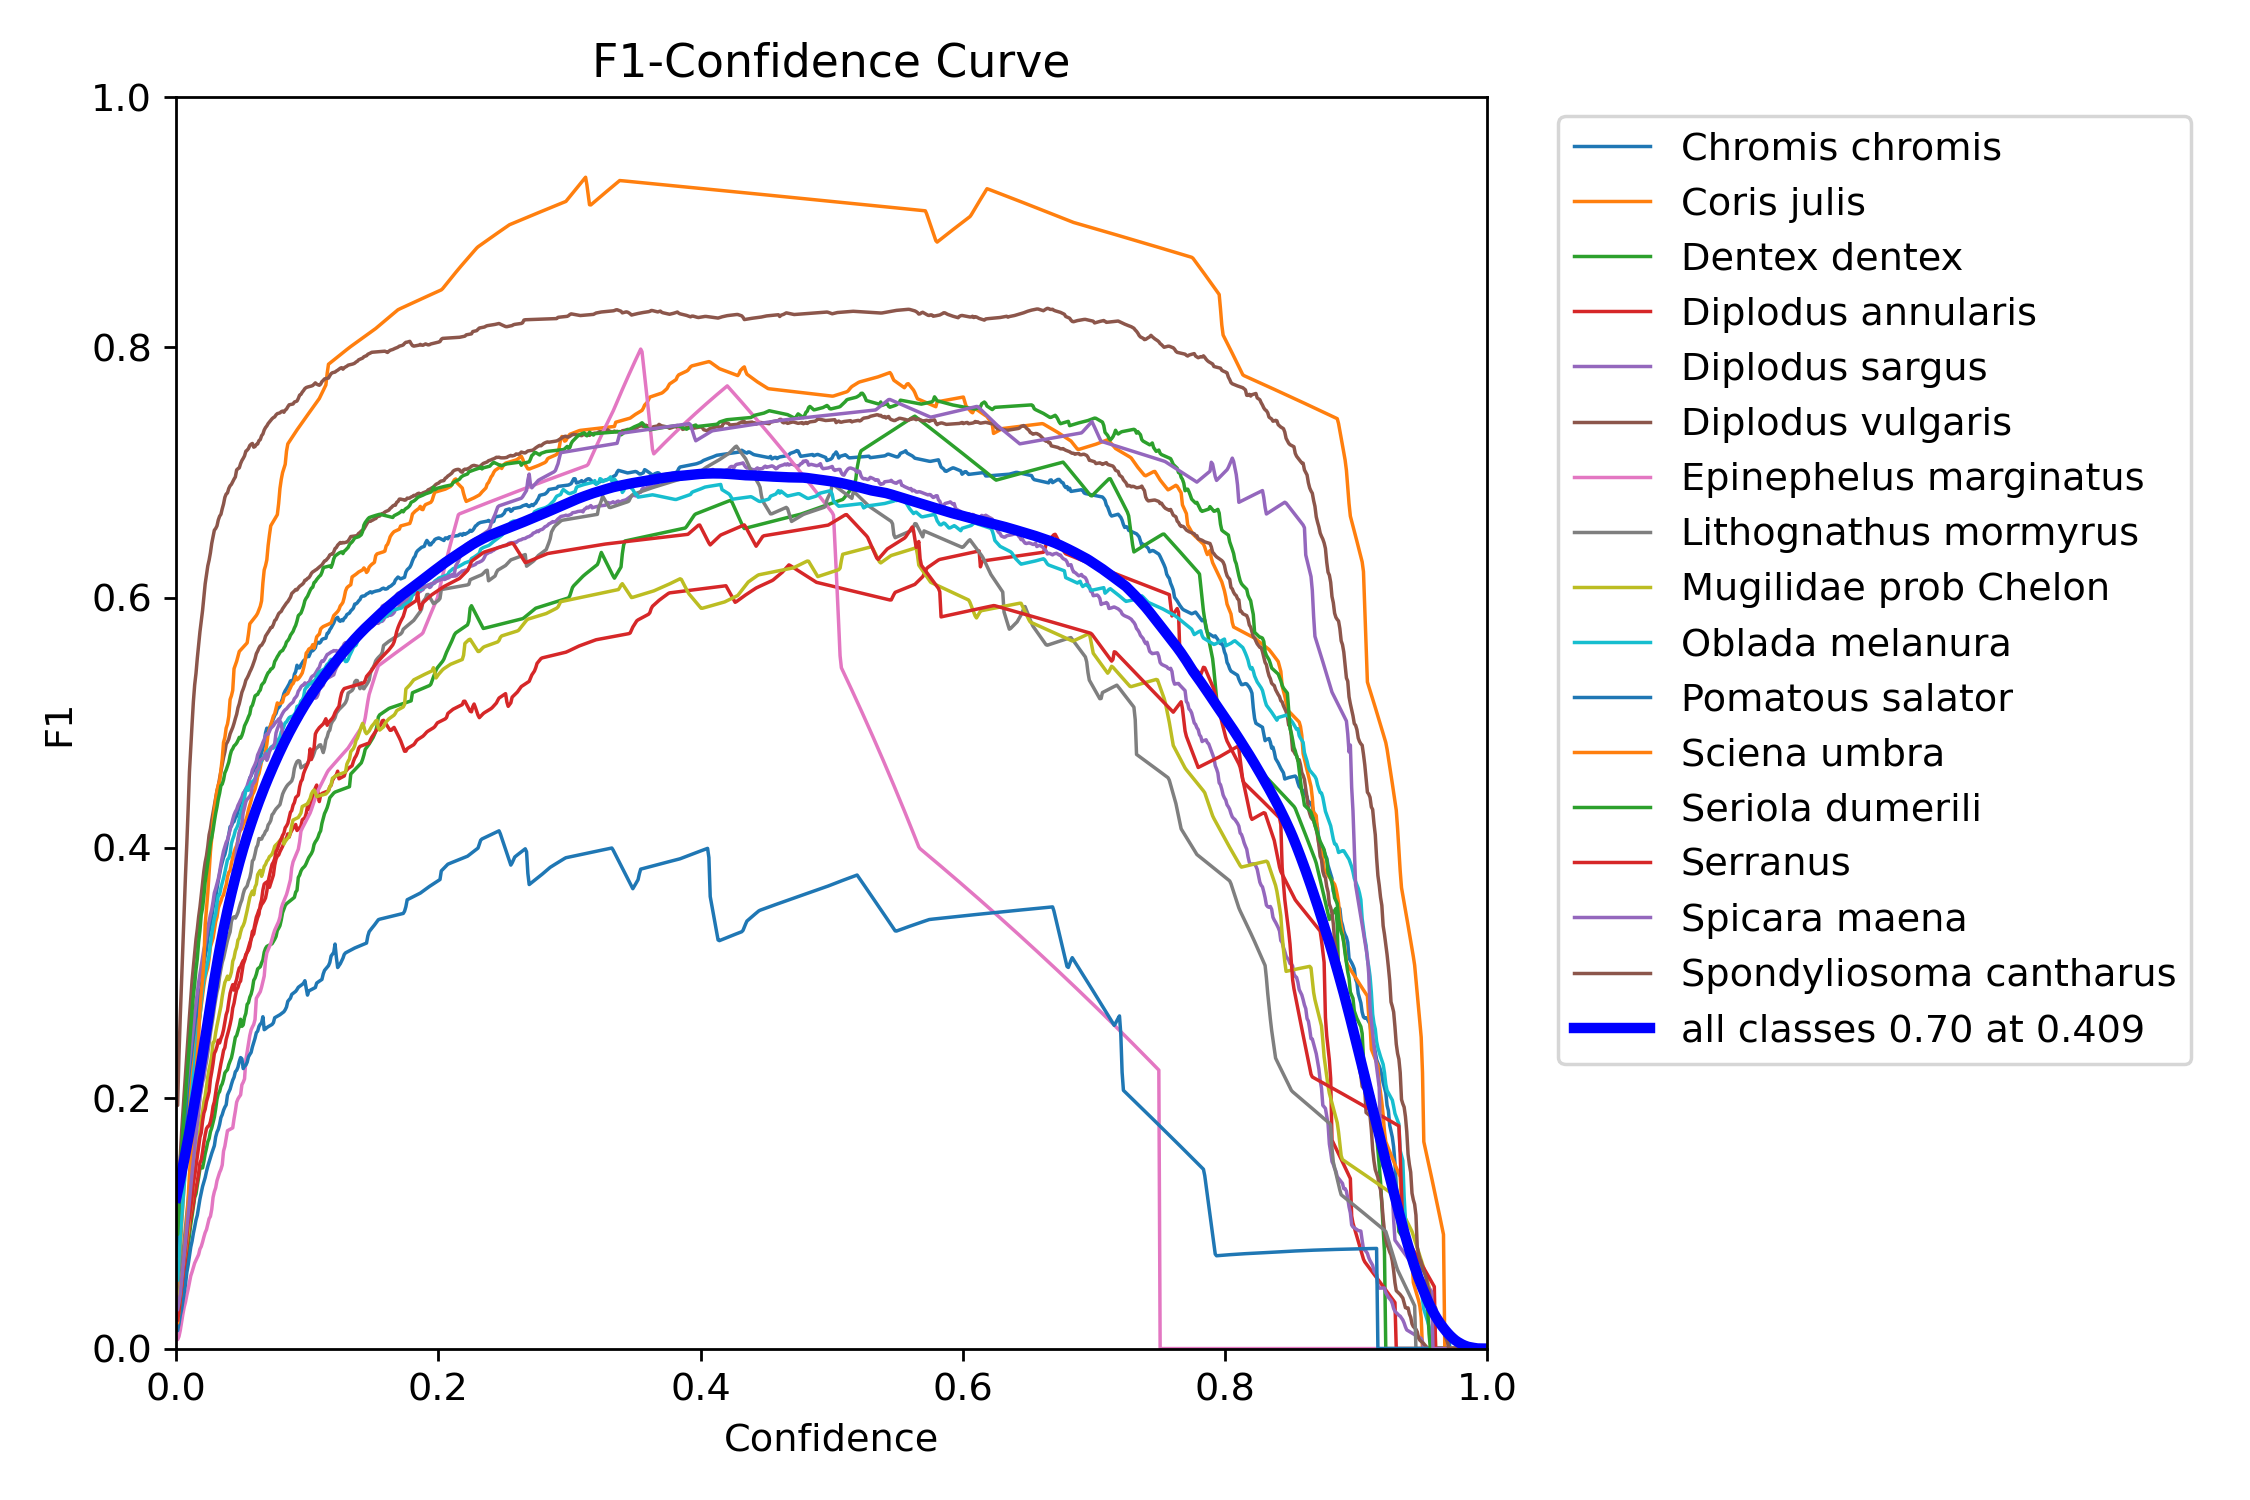 F1-Confidence Curve
1.0
0.8
0.6
0.4
0.2
0.0
F1
0.0 0.2 0.4 0.6 0.8 1.0
Confidence
Chromis chromis
Coris julis
Dentex dentex
Diplodus annularis
Diplodus sargus
Diplodus vulgaris
Epinephelus marginatus
Lithognathus mormyrus
Mugilidae prob Chelon
Oblada melanura
Pomatous salator
Sciena umbra
Seriola dumerili
Serranus
Spicara maena
Spondyliosoma cantharus
all classes 0.70 at 0.409